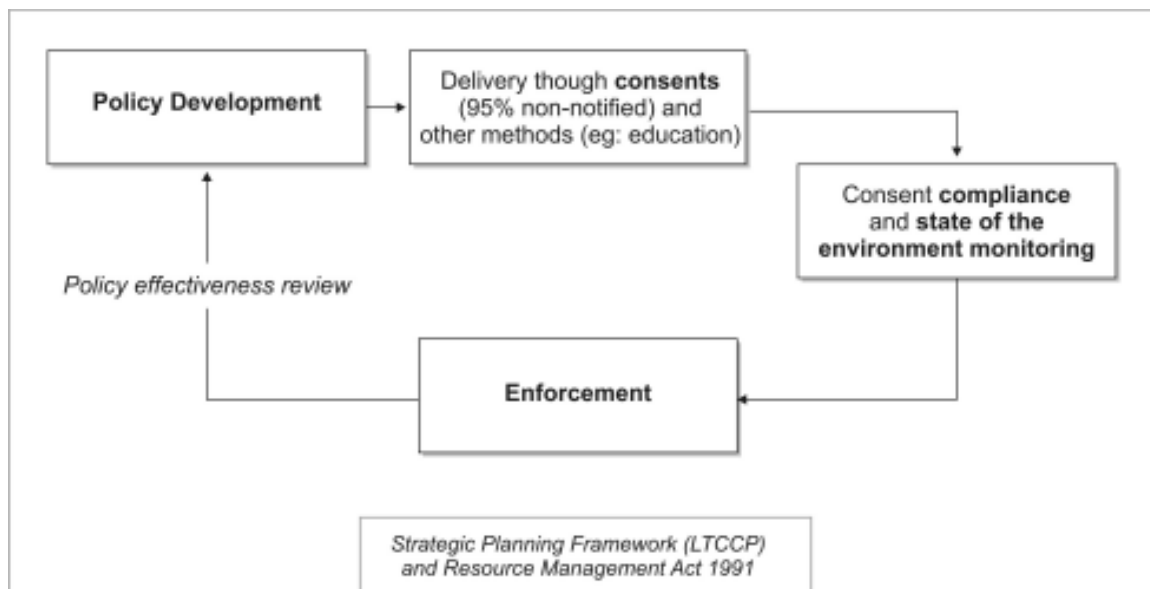 Policy Development
Delivery though consents
(95% non-notified) and
other methods (eg: education)
Consent compliance
and state of the
environment monitoring
Policy effectiveness review
Enforcement
Strategic Planning Framework (LTCCP)
and Resource Management Act 1991